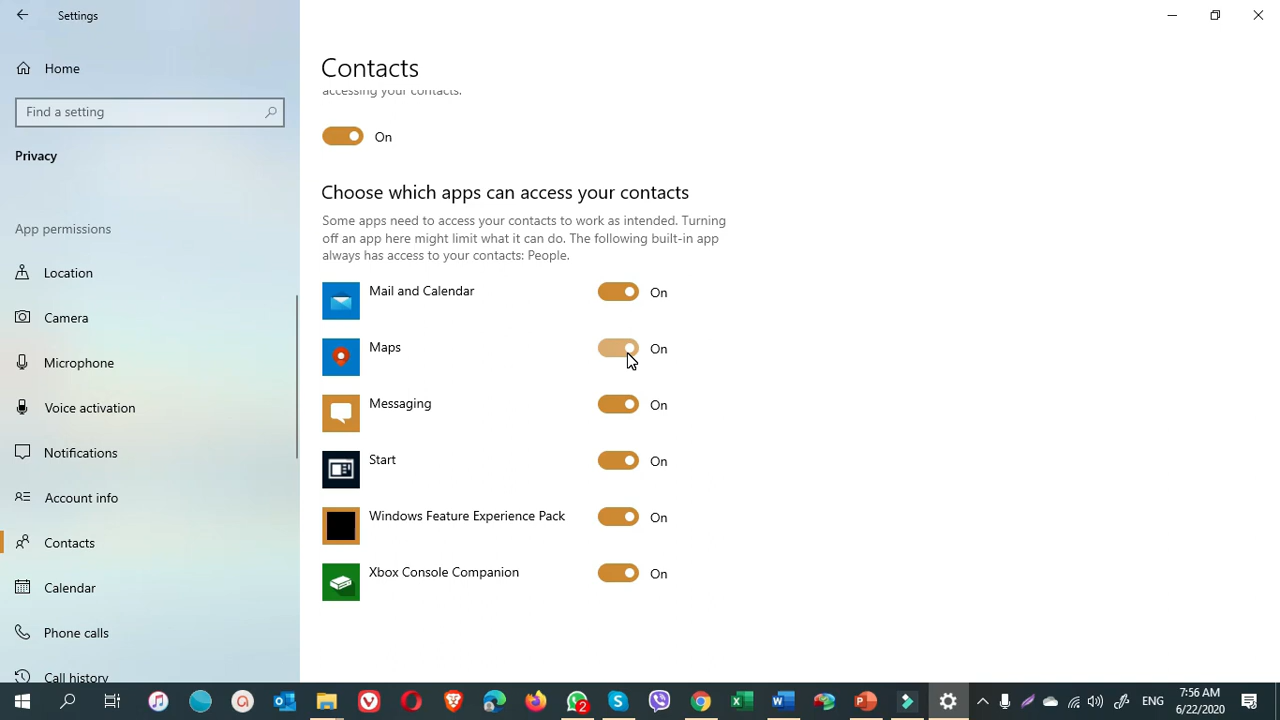 Settings
Home
Find a setting
Privacy
App permissions
Location
Camera
Microphone
Voice activation
Notifications
Account info
Contacts
Calendar
Phone calls
Call history
Contacts
accessing your contacts.
On
Choose which apps can access your contacts
Some apps need to access your contacts to work as intended. Turning
off an app here might limit what it can do. The following built-in app
always has access to your contacts: People.
Mail and Calendar On
Maps On
Messaging On
Start On
Windows Feature Experience Pack On
Xbox Console Companion On
2
ENG
7:56 AM
6/22/2020